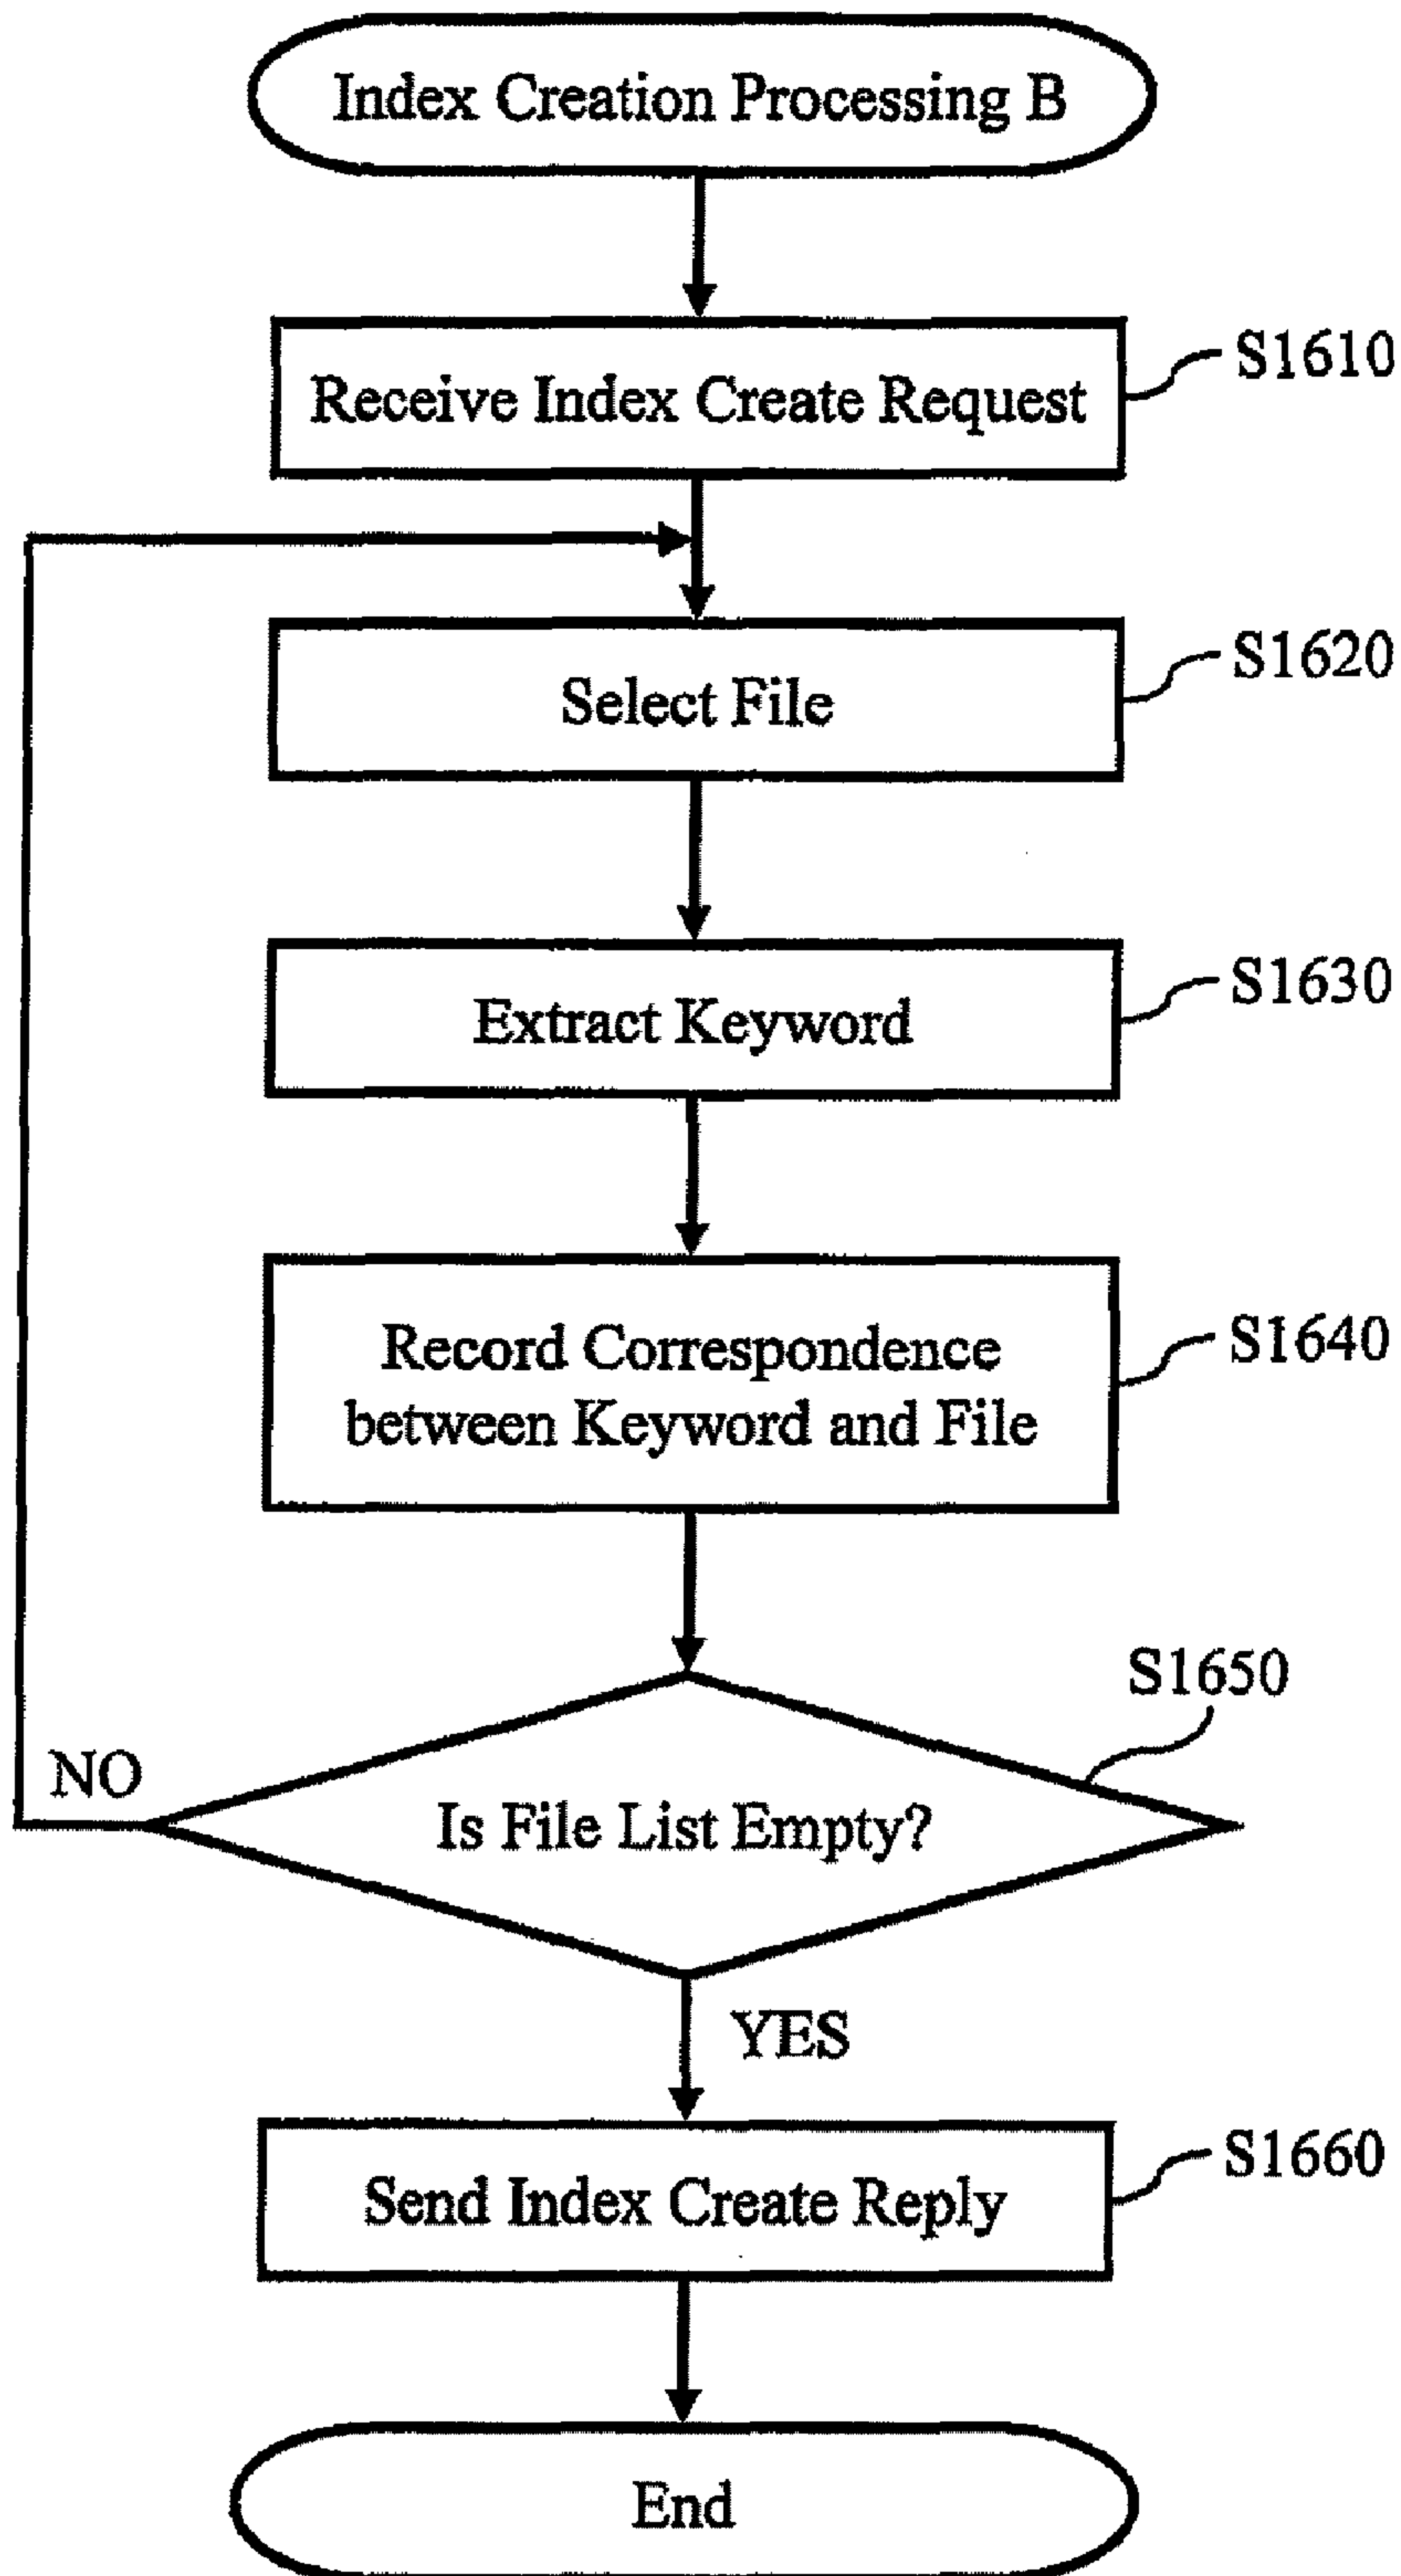 Index Creation Processing B
Receive Index Create Request
S1610
Select File
S1620
Extract Keyword
S1630
Record Correspondence
between Keyword and File
S1640
S1650
NO
Is File List Empty?
YES
Send Index Create Reply
S1660
End